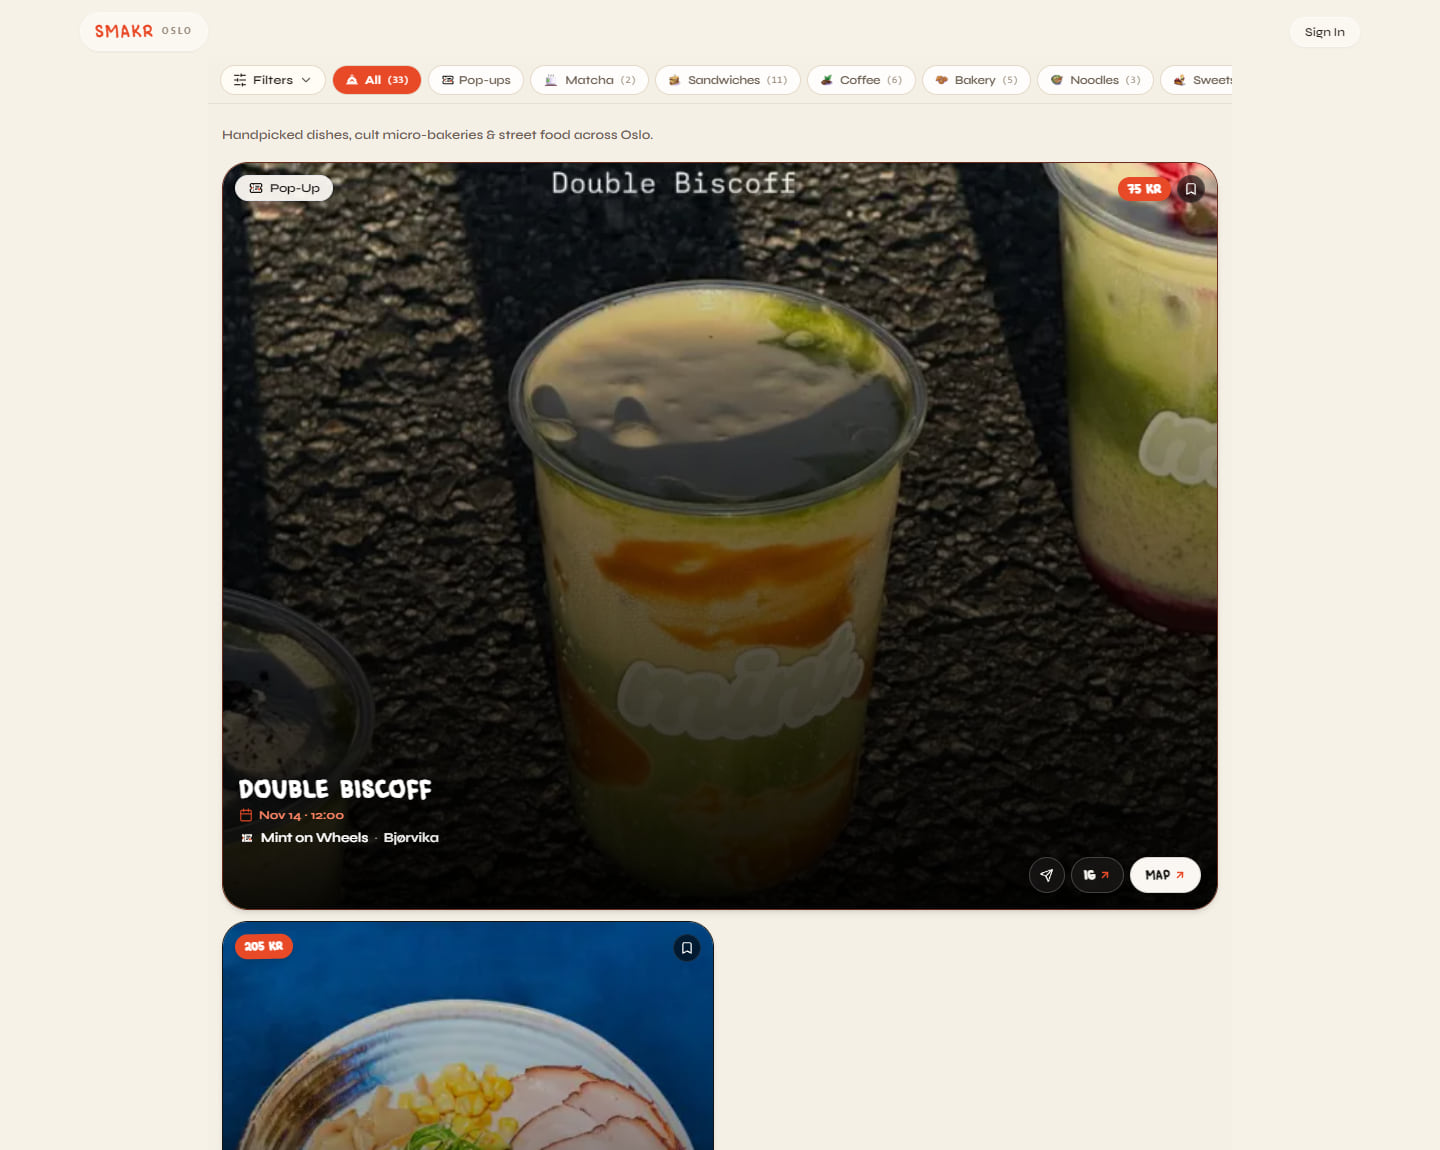 SMAKR OSLO
Sign In
Filters
All (33)
Pop-ups
Matcha (2)
Sandwiches (11)
Coffee (6)
Bakery (5)
Noodles (3)
Sweets
Handpicked dishes, cult micro-bakeries & street food across Oslo.
Pop-Up
Double Biscoff
75 KR
mint
DOUBLE BISCOFF
Nov 14 · 12:00
Mint on Wheels · Bjørvika
IG
MAP
205 KR